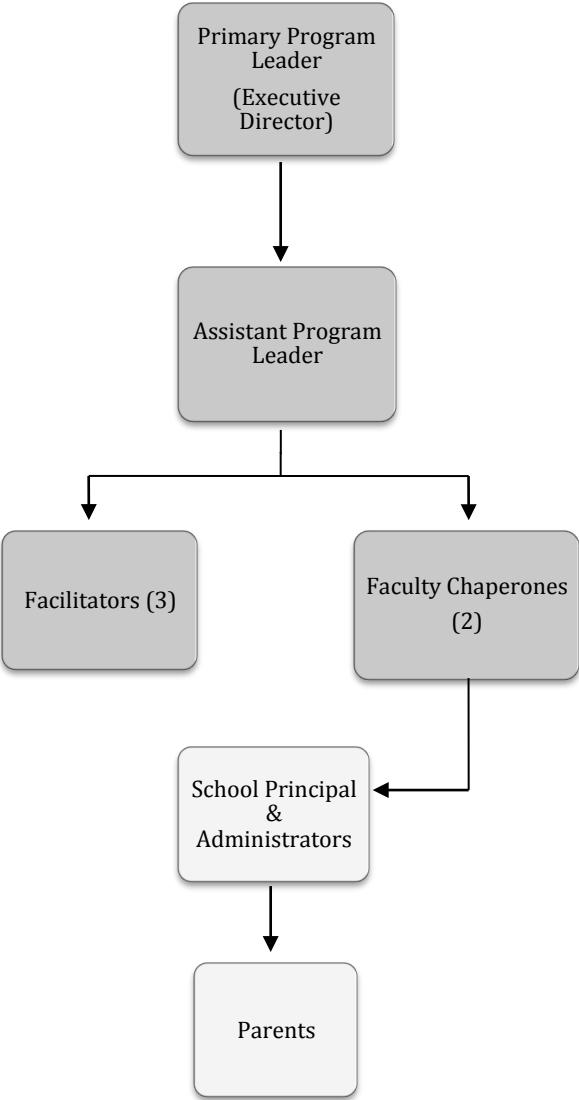 Primary Program
Leader
(Executive
Director)
Assistant Program
Leader
Facilitators (3)
Faculty Chaperones
(2)
School Principal
&
Administrators
Parents